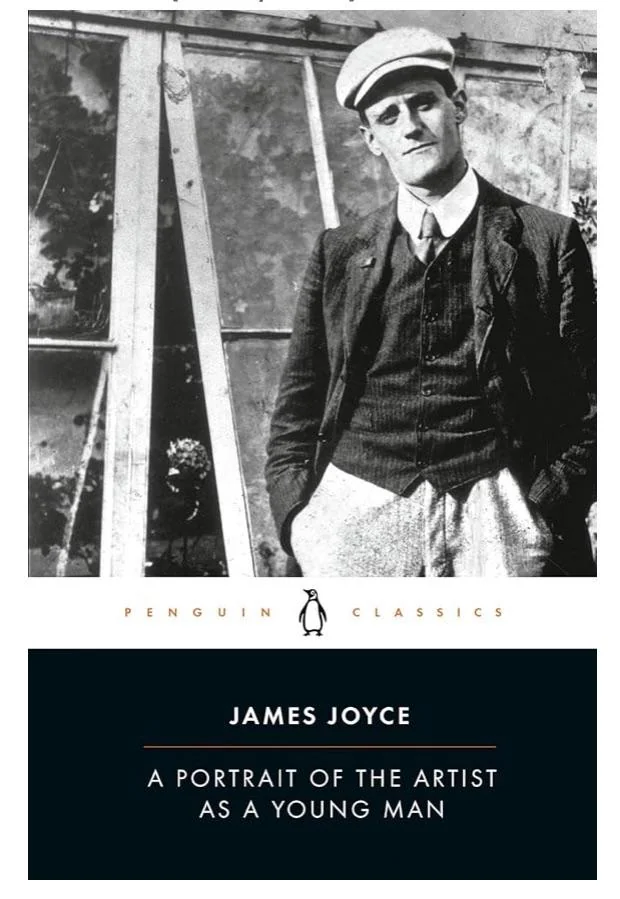 PENGUIN CLASSICS
JAMES JOYCE
A PORTRAIT OF THE ARTIST
AS A YOUNG MAN